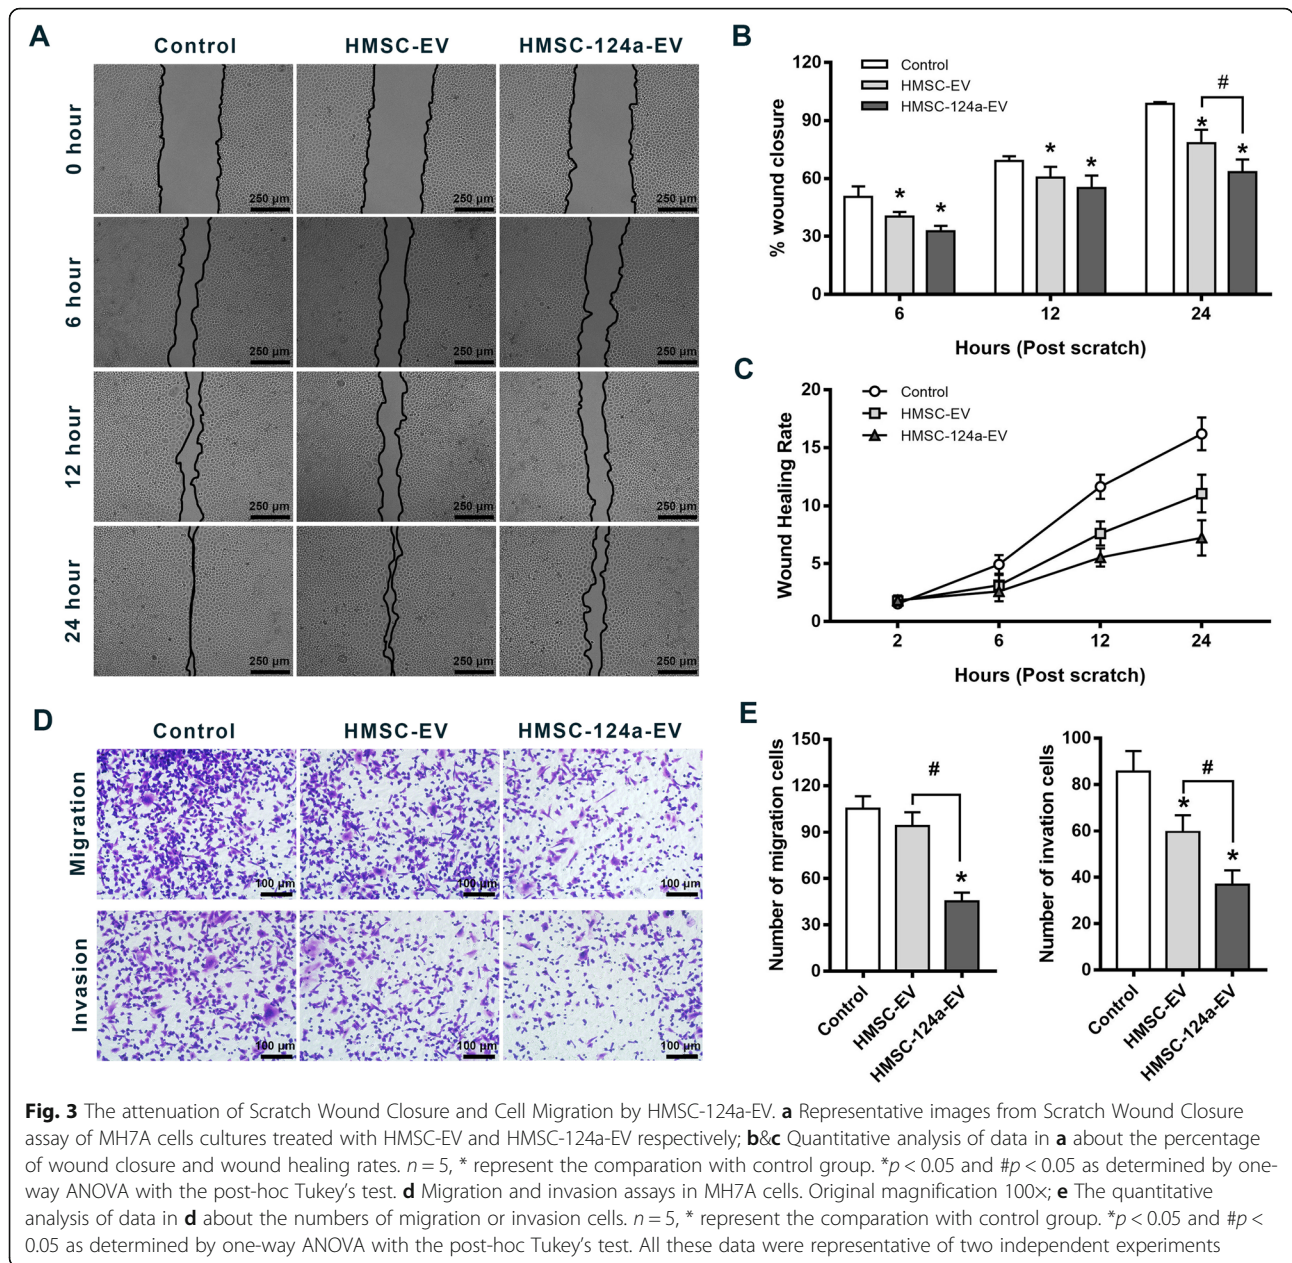 A
Control
HMSC-EV
HMSC-124a-EV
0 hour
250 μm
250 μm
250 μm
6 hour
250 μm
250 μm
250 μm
12 hour
250 μm
250 μm
250 μm
24 hour
250 μm
250 μm
250 μm
B
Control
HMSC-EV
HMSC-124a-EV
% wound closure
120
90
60
30
0
* * * * * *
#
6 12 24
Hours (Post scratch)
C
Control
HMSC-EV
HMSC-124a-EV
Wound Healing Rate
20
15
10
5
0
2 6 12 24
Hours (Post scratch)
D
Control
HMSC-EV
HMSC-124a-EV
Migration
100 μm
100 μm
100 μm
Invasion
100 μm
100 μm
100 μm
E
Number of migration cells
150
120
90
60
30
0
#
*
Control
HMSC-EV
HMSC-124a-EV
Number of invation cells
100
80
60
40
20
0
#
*
*
Control
HMSC-EV
HMSC-124a-EV
Fig. 3 The attenuation of Scratch Wound Closure and Cell Migration by HMSC-124a-EV. a Representative images from Scratch Wound Closure
assay of MH7A cells cultures treated with HMSC-EV and HMSC-124a-EV respectively; b&c Quantitative analysis of data in a about the percentage
of wound closure and wound healing rates. n = 5, * represent the comparation with control group. *p < 0.05 and #p < 0.05 as determined by one-
way ANOVA with the post-hoc Tukey's test. d Migration and invasion assays in MH7A cells. Original magnification 100×; e The quantitative
analysis of data in d about the numbers of migration or invasion cells. n = 5, * represent the comparation with control group. *p < 0.05 and #p <
0.05 as determined by one-way ANOVA with the post-hoc Tukey's test. All these data were representative of two independent experiments